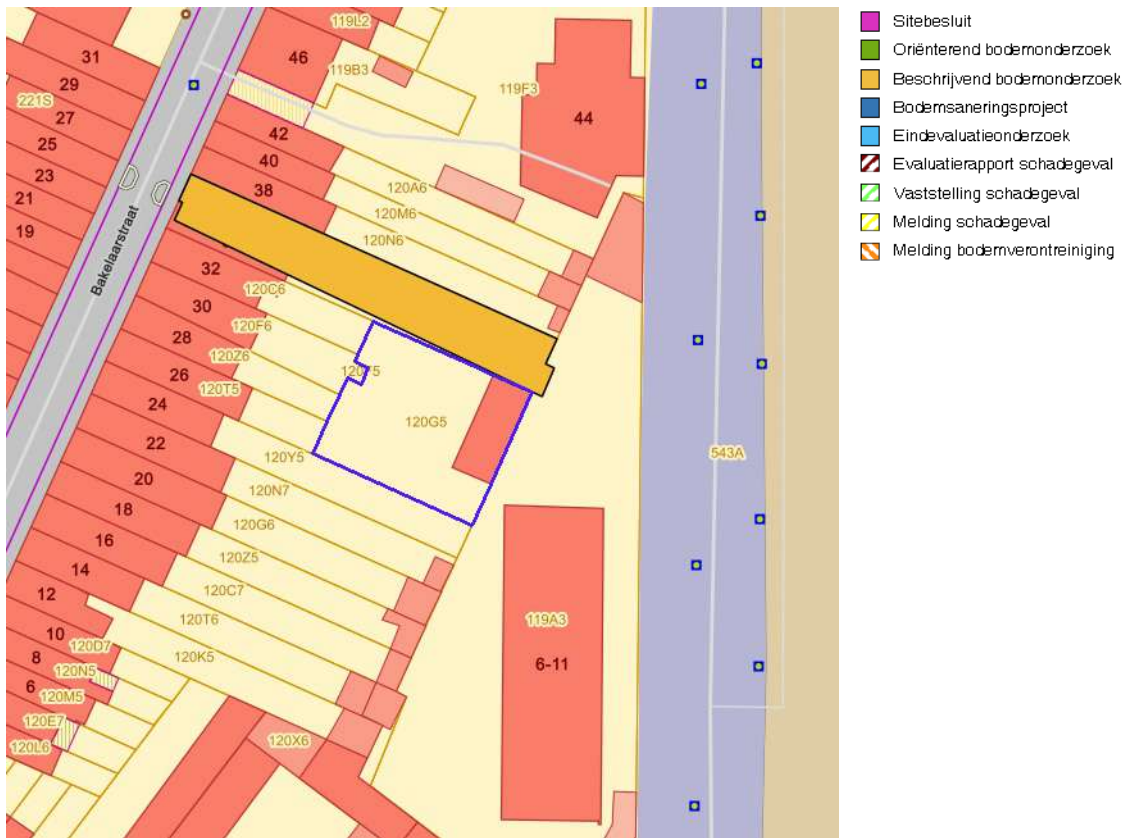 119L2
31
46
29
119B3
119F3
221S
27
44
42
25
40
23
120A6
38
21
120M6
19
120N6
Bakelaarstraat
32
120C6
30
120F6
28
120Z6
26
120T5
24
120G5
22
120Y5
543A
20
120N7
18
120G6
16
120Z5
14
120C7
12
120T6
119A3
10
120D7
120K5
8
120N5
6-11
6
120M5
120E7
120X6
120L6
Sitebesluit
Oriënterend bodemonderzoek
Beschrijvend bodemonderzoek
Bodemsaneringsproject
Eindevaluatieonderzoek
Evaluatierapport schadegeval
Vaststelling schadegeval
Melding schadegeval
Melding bodemverontreiniging